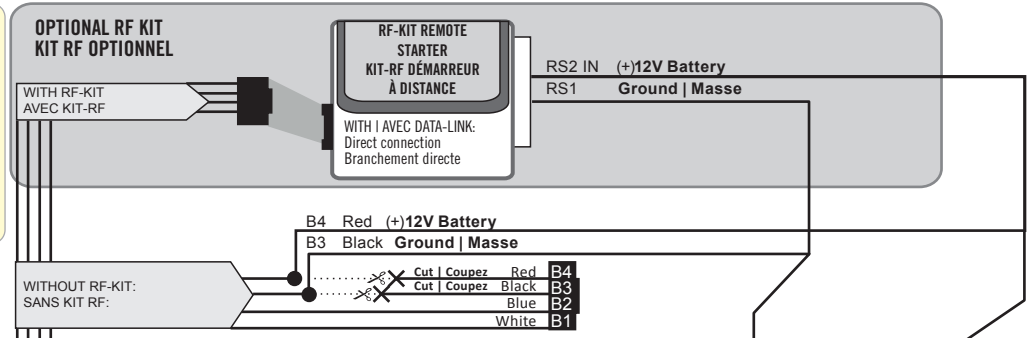 OPTIONAL RF KIT
KIT RF OPTIONNEL
RF-KIT REMOTE
STARTER
KIT-RF DÉMARREUR
À DISTANCE
WITH | AVEC DATA-LINK:
Direct connection
Branchement directe
RS2 IN (+)12V Battery
RS1 Ground | Masse
WITH RF-KIT
AVEC KIT-RF
B4 Red (+)12V Battery
B3 Black Ground | Masse
WITHOUT RF-KIT:
SANS KIT RF:
Cut | Coupez Red B4
Cut | Coupez Black B3
Blue B2
White B1